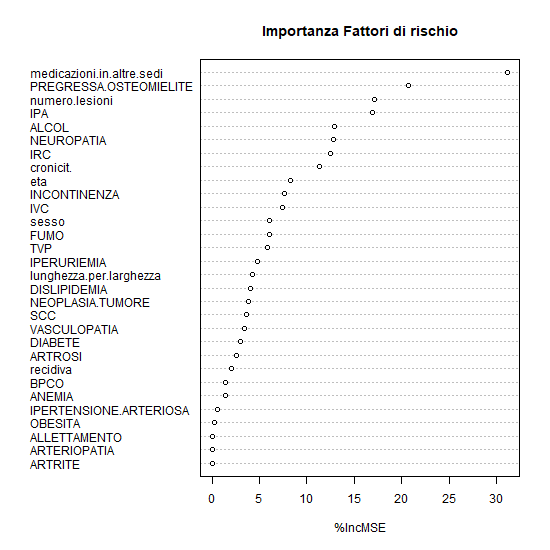 Importanza Fattori di rischio
medicazioni.in.altre.sedi
PREGRESSA.OSTEOMIELITE
numero.lesioni
IPA
ALCOL
NEUROPATIA
IRC
cronicit.
eta
INCONTINENZA
IVC
sesso
FUMO
TVP
IPERURIEMIA
lunghezza.per.larghezza
DISLIPIDEMIA
NEOPLASIA.TUMORE
SCC
VASCULOPATIA
DIABETE
ARTROSI
recidiva
BPCO
ANEMIA
IPERTENSIONE.ARTERIOSA
OBESITA
ALLETTAMENTO
ARTERIOPATIA
ARTRITE
0 5 10 15 20 25 30
%IncMSE